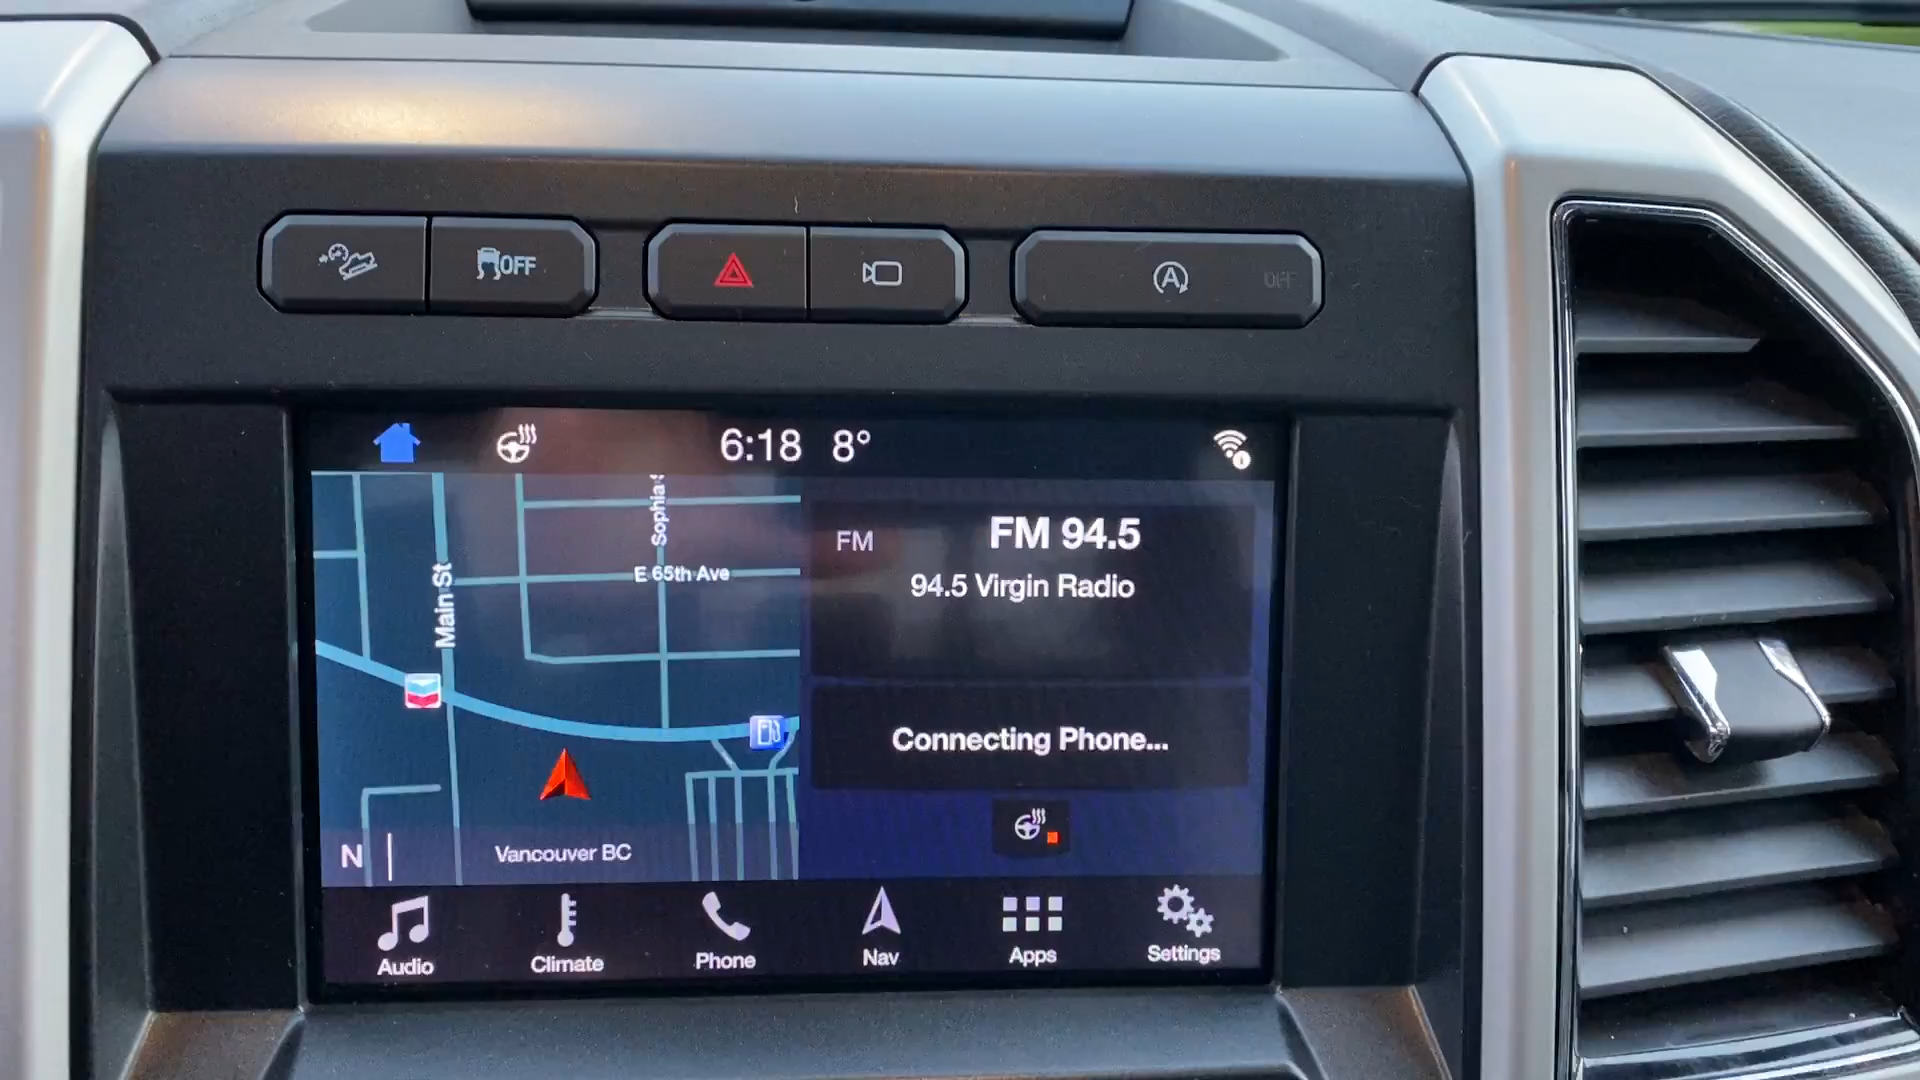 OFF
A OFF
6:18 8°
Sophia
E 65th Ave
Main St
N
Vancouver BC
FM
FM 94.5
94.5 Virgin Radio
Connecting Phone...
Audio
Climate
Phone
Nav
Apps
Settings